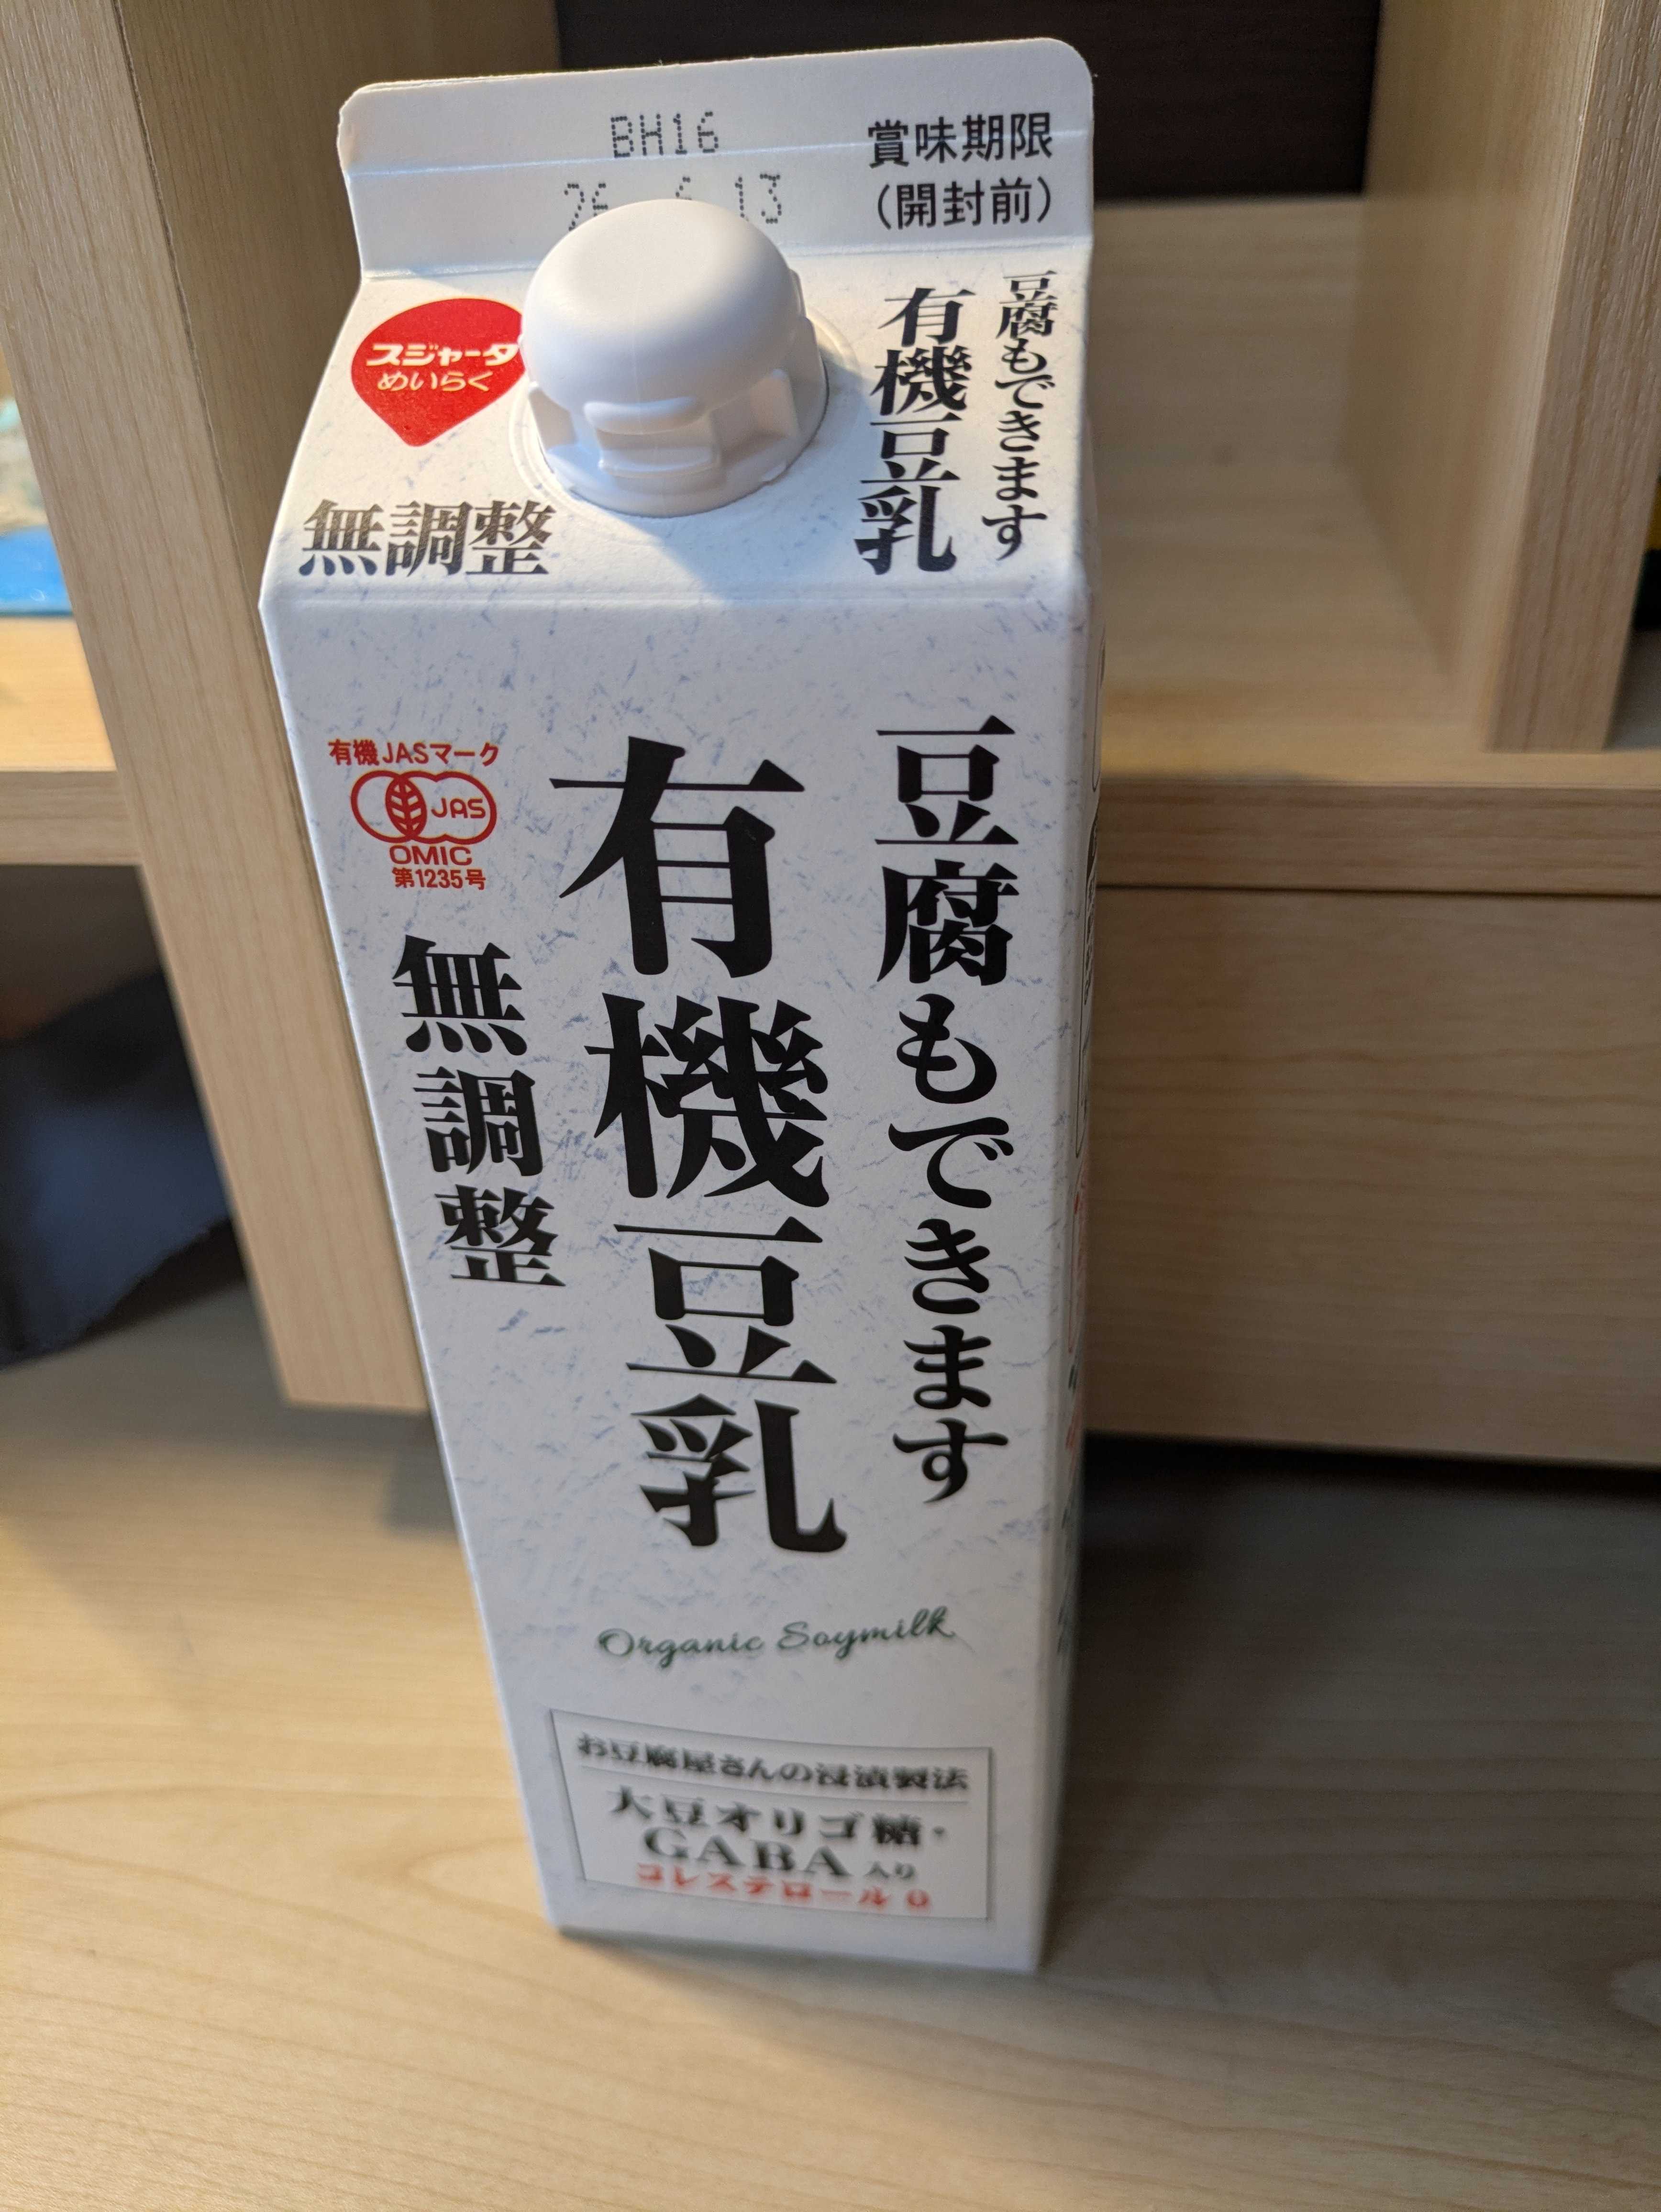 BH16
26. 6.13
賞味期限
(開封前)
スジャータ
めいらく
豆腐もできます
有機豆乳
無調整
有機JASマーク
JAS
OMIC
第1235号
豆腐もできます
有機豆乳
無調整
Organic Soymilk
お豆腐屋さんの浸漬製法
大豆オリゴ糖・
GABA入り
コレステロール0